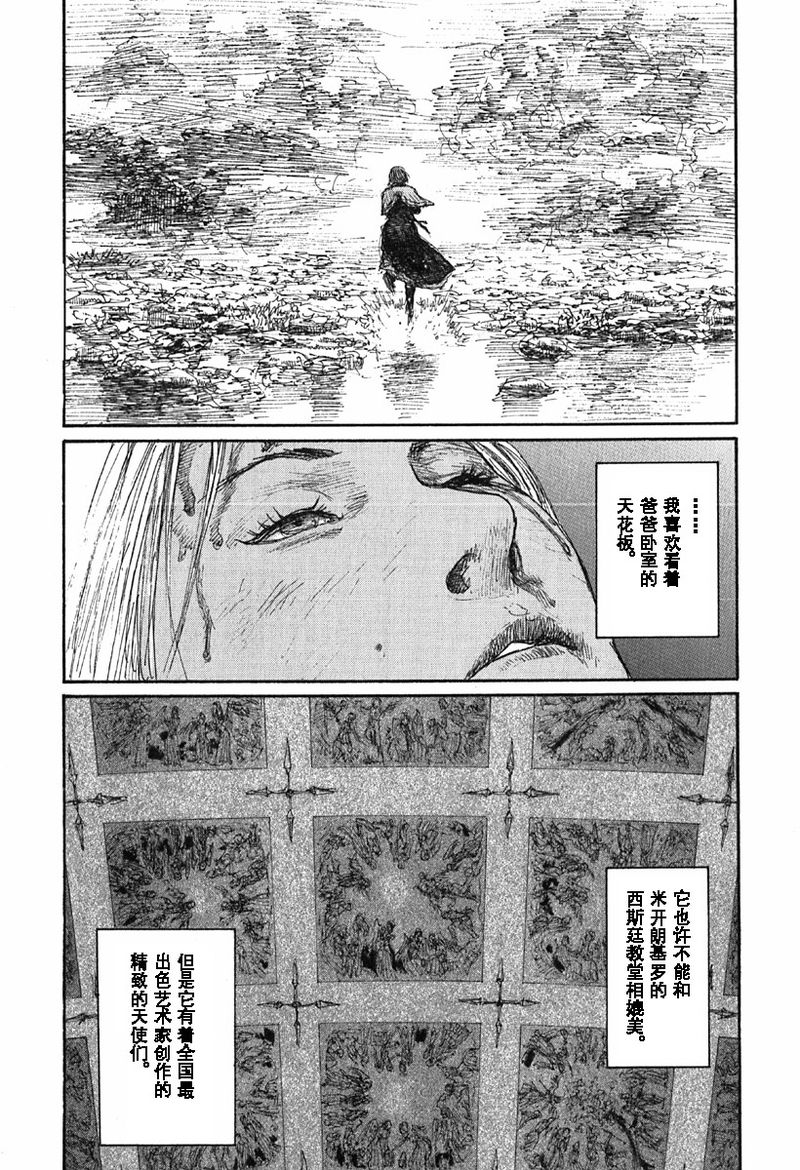 ……
我喜欢看着
爸爸卧室的
天花板。
它也许不能和
米开朗基罗的
西斯廷教堂相媲美。
但是它有着全国最
出色艺术家创作的
精致的天使们。